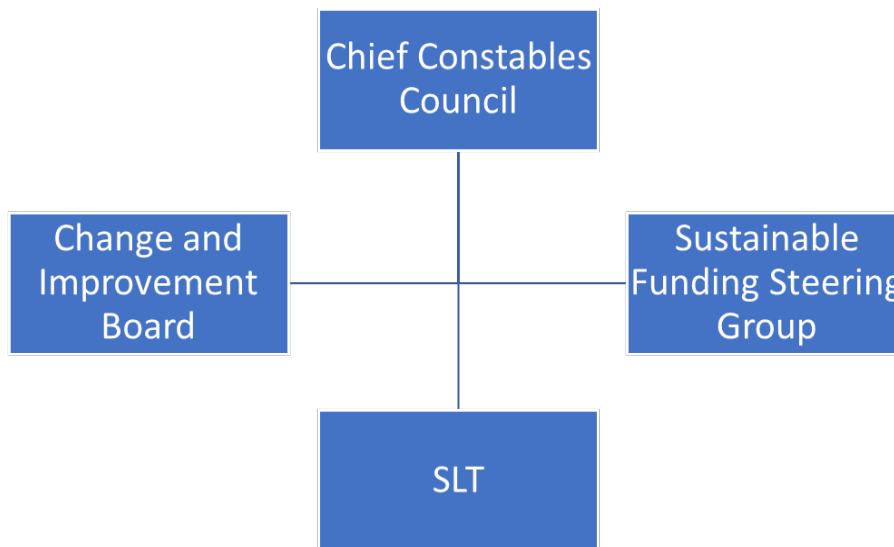 Chief Constables
Council
Change and
Improvement
Board
Sustainable
Funding Steering
Group
SLT